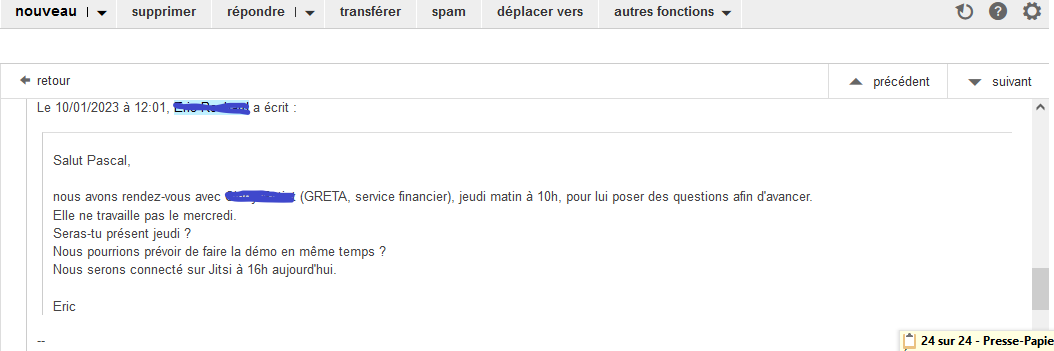 nouveau | supprimer répondre | transférer spam déplacer vers autres fonctions
retour précédent suivant
Le 10/01/2023 à 12:01, a écrit :
Salut Pascal,
nous avons rendez-vous avec (GRETA, service financier), jeudi matin à 10h, pour lui poser des questions afin d'avancer.
Elle ne travaille pas le mercredi.
Seras-tu présent jeudi ?
Nous pourrions prévoir de faire la démo en même temps ?
Nous serons connecté sur Jitsi à 16h aujourd'hui.
Eric
--
24 sur 24 - Presse-Papie